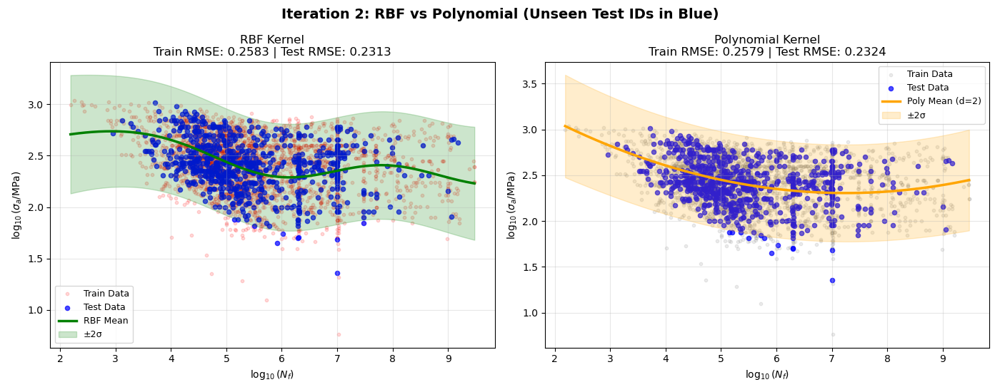 Iteration 2: RBF vs Polynomial (Unseen Test IDs in Blue)
RBF Kernel
Train RMSE: 0.2583 | Test RMSE: 0.2313
log₁₀(σₐ/MPa)
3.0
2.5
2.0
1.5
1.0
Train Data
Test Data
RBF Mean
±2σ
2 3 4 5 6 7 8 9
log₁₀(N_f)
Polynomial Kernel
Train RMSE: 0.2579 | Test RMSE: 0.2324
log₁₀(σₐ/MPa)
3.5
3.0
2.5
2.0
1.5
1.0
Train Data
Test Data
Poly Mean (d=2)
±2σ
2 3 4 5 6 7 8 9
log₁₀(N_f)